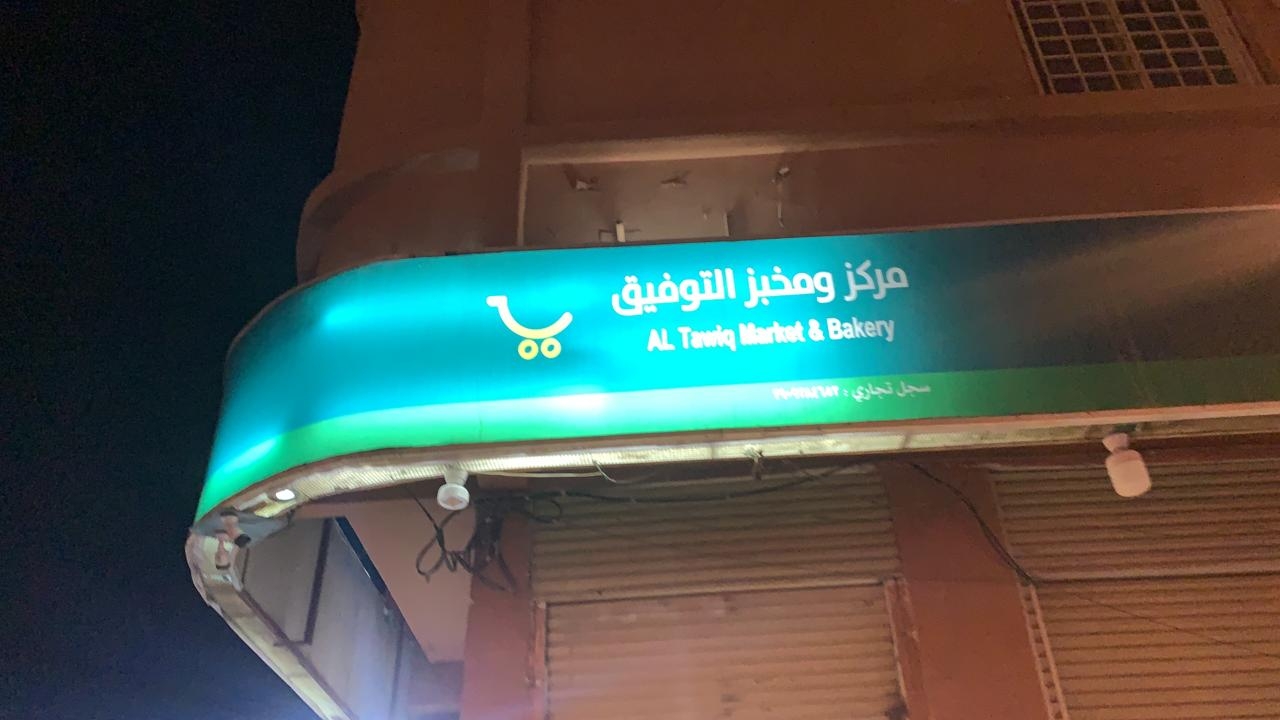 مركز ومخبز التوفيق
AL Tawiq Market & Bakery
سجل تجاري :